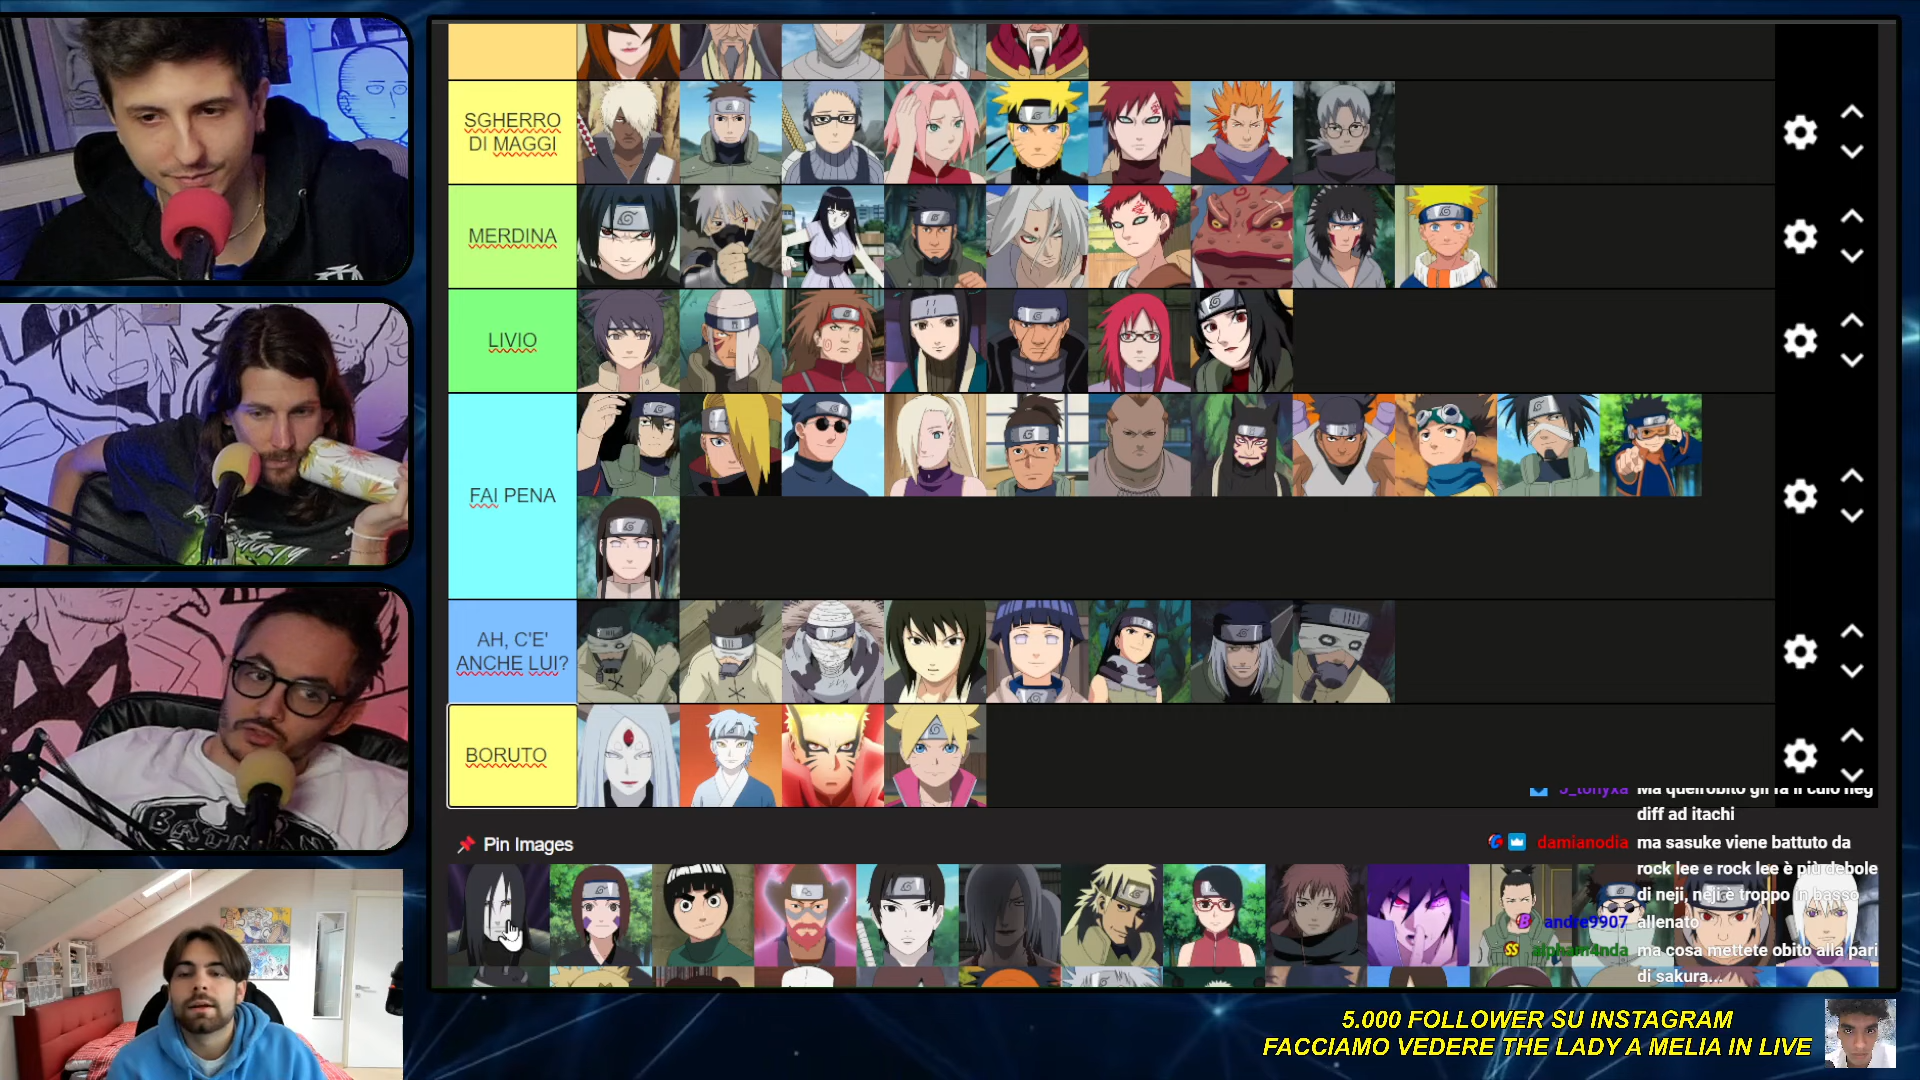 SGHERRO
DI MAGGI
MERDINA
LIVIO
FAI PENA
AH, C'E'
ANCHE LUI?
BORUTO
Pin Images
diff ad itachi
damianodia ma sasuke viene battuto da
rock lee e rock lee è più debole
di neji, neji è troppo in basso
andre9907 allenato
alpham4nda ma cosa mettete obito alla pari
di sakura...
5.000 FOLLOWER SU INSTAGRAM
FACCIAMO VEDERE THE LADY A MELIA IN LIVE